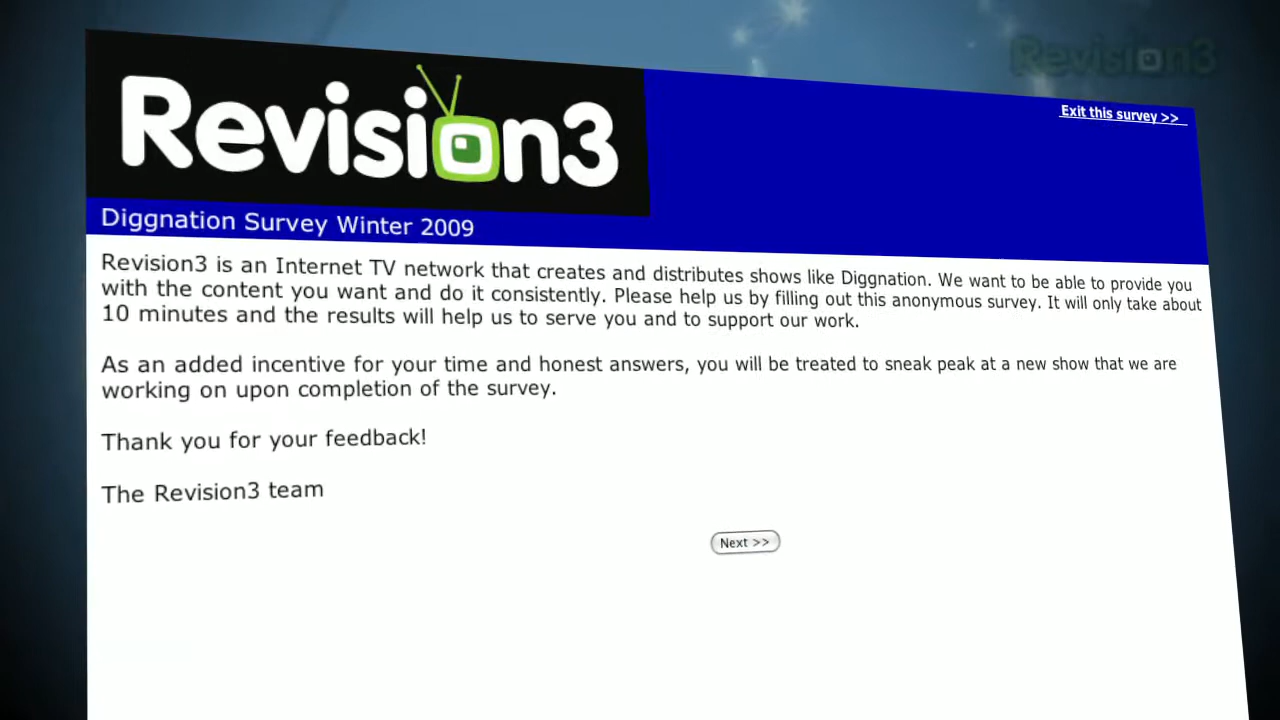 Revision3
Revision3
Exit this survey >>
Diggnation Survey Winter 2009
Revision3 is an Internet TV network that creates and distributes shows like Diggnation. We want to be able to provide you
with the content you want and do it consistently. Please help us by filling out this anonymous survey. It will only take about
10 minutes and the results will help us to serve you and to support our work.
As an added incentive for your time and honest answers, you will be treated to sneak peak at a new show that we are
working on upon completion of the survey.
Thank you for your feedback!
The Revision3 team
Next >>